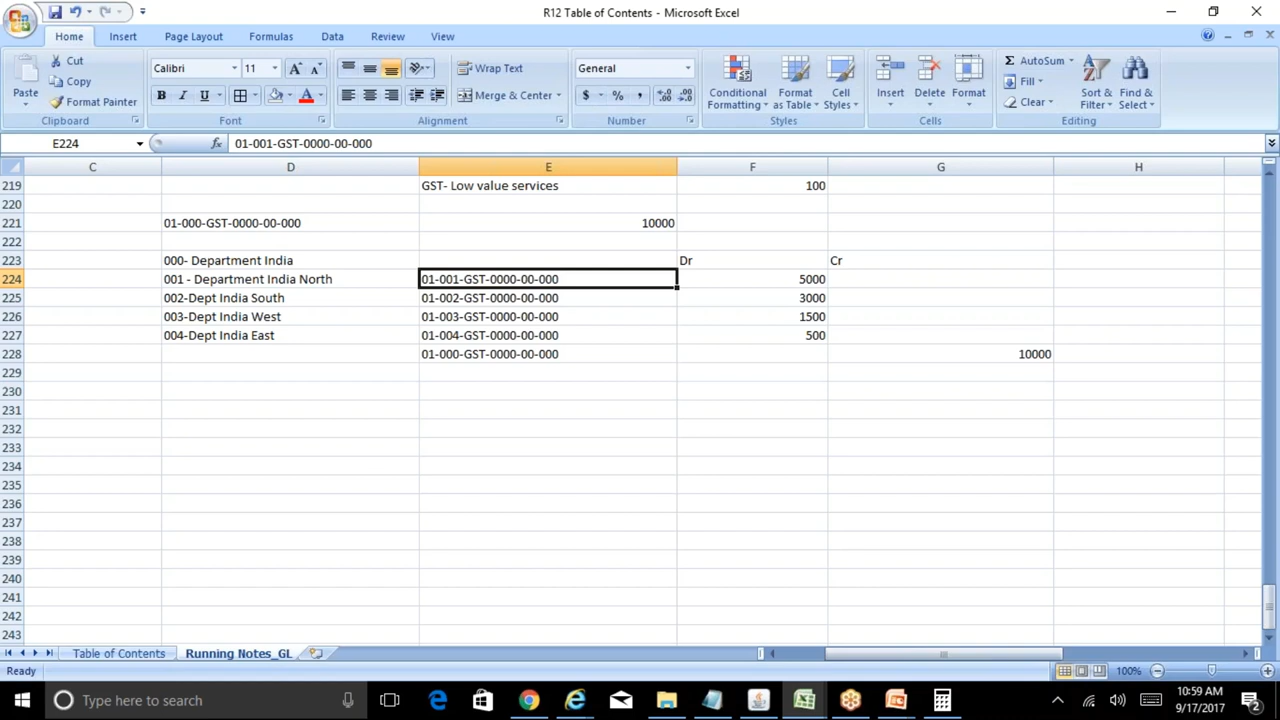 R12 Table of Contents - Microsoft Excel
Home Insert Page Layout Formulas Data Review View
Cut
Copy
Format Painter
Paste
Clipboard
Calibri 11 A A
B I U A
Font
Wrap Text
Merge & Center
Alignment
General
$ % , .0 .00 .00 .0
Number
Conditional Formatting
Format as Table
Cell Styles
Styles
Insert Delete Format
Cells
AutoSum
Fill
Clear
Sort & Filter
Find & Select
Editing
E224 fx 01-001-GST-0000-00-000
C D E F G H
219 GST- Low value services 100
220
221 01-000-GST-0000-00-000 10000
222
223 000- Department India Dr Cr
224 001 - Department India North 01-001-GST-0000-00-000 5000
225 002-Dept India South 01-002-GST-0000-00-000 3000
226 003-Dept India West 01-003-GST-0000-00-000 1500
227 004-Dept India East 01-004-GST-0000-00-000 500
228 01-000-GST-0000-00-000 10000
229
230
231
232
233
234
235
236
237
238
239
240
241
242
243
Table of Contents Running Notes_GL
Ready 100%
Type here to search
10:59 AM
9/17/2017
2